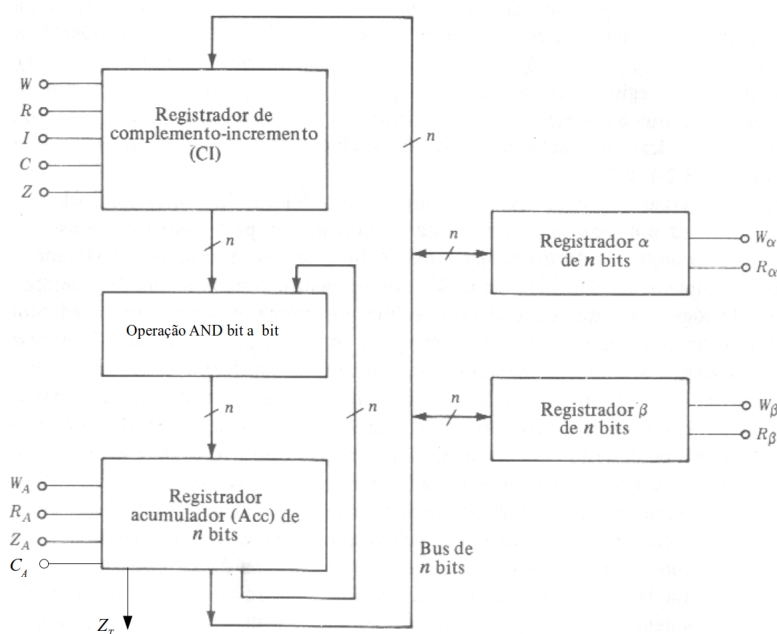 W
R
I
C
Z
Registrador de
complemento-incremento
(CI)
n
n
n
Registrador α
de n bits
W_α
R_α
Operação AND bit a bit
n
n
n
Registrador β
de n bits
W_β
R_β
W_A
R_A
Z_A
C_A
Registrador
acumulador (Acc) de
n bits
Bus de
n bits
Z_T